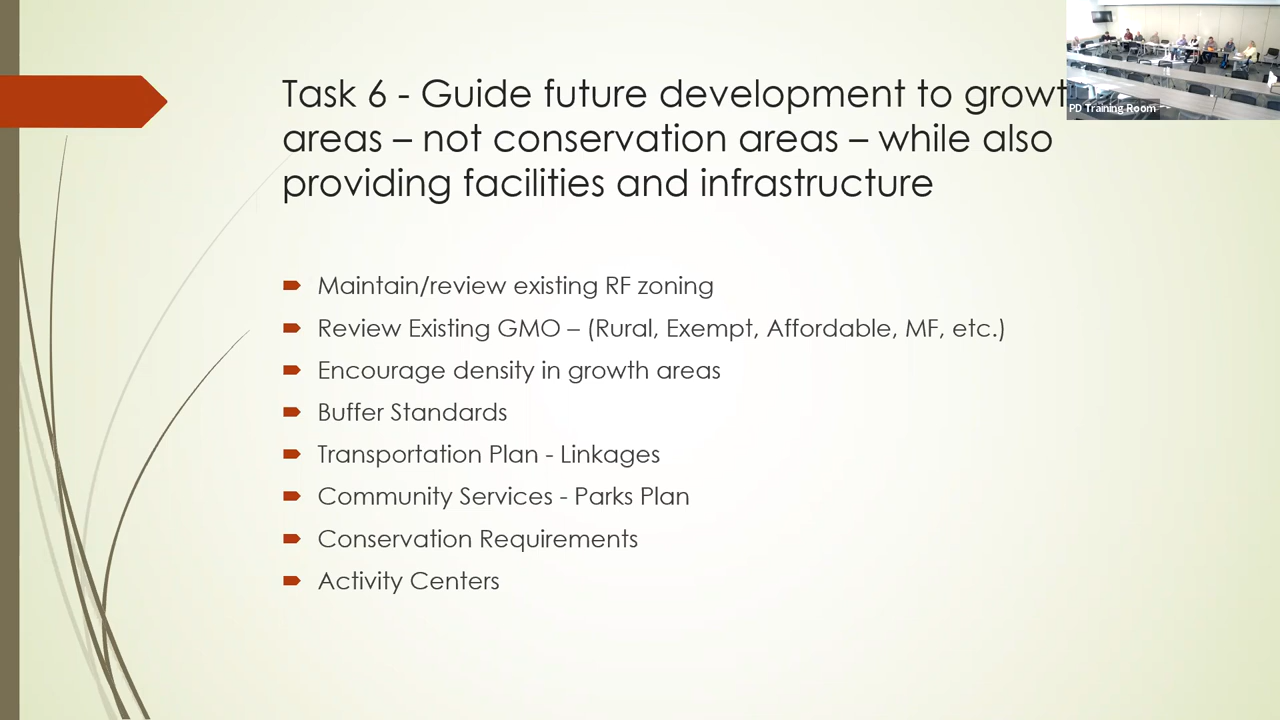 Task 6 - Guide future development to growt
areas – not conservation areas – while also
providing facilities and infrastructure
PD Training Room
Maintain/review existing RF zoning
Review Existing GMO – (Rural, Exempt, Affordable, MF, etc.)
Encourage density in growth areas
Buffer Standards
Transportation Plan - Linkages
Community Services - Parks Plan
Conservation Requirements
Activity Centers